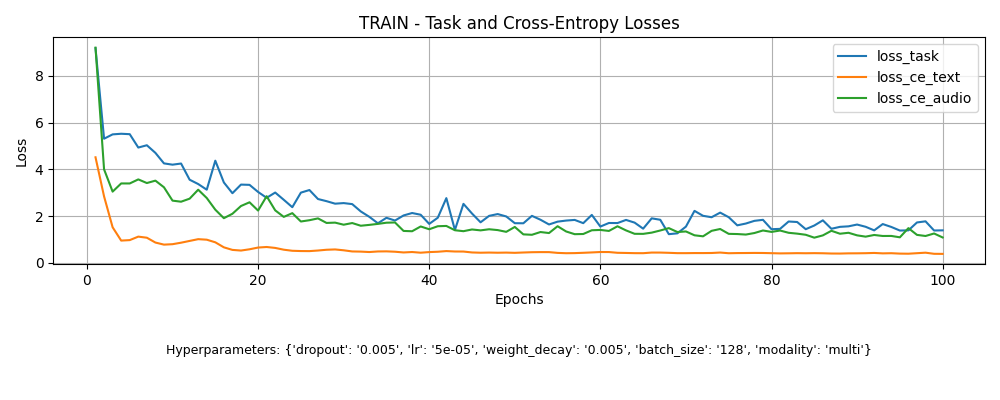 TRAIN - Task and Cross-Entropy Losses
loss_task
loss_ce_text
loss_ce_audio
Loss
8
6
4
2
0
0 20 40 60 80 100
Epochs
Hyperparameters: {'dropout': '0.005', 'lr': '5e-05', 'weight_decay': '0.005', 'batch_size': '128', 'modality': 'multi'}